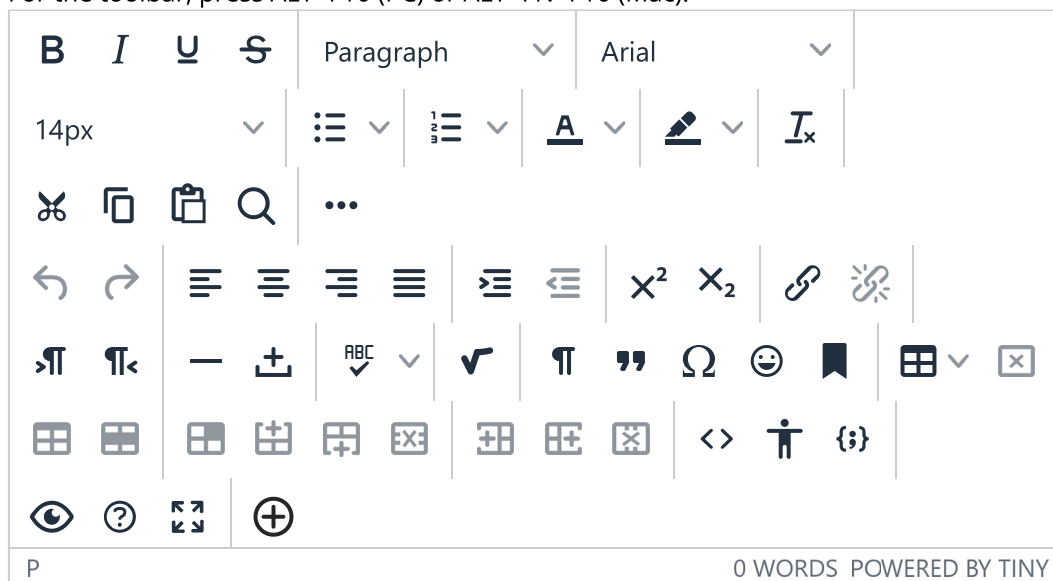 For the toolbar, press ALT+F10 (PC) or ALT+FN+F10 (Mac).
Paragraph Arial
14px
ABC
P 0 WORDS POWERED BY TINY